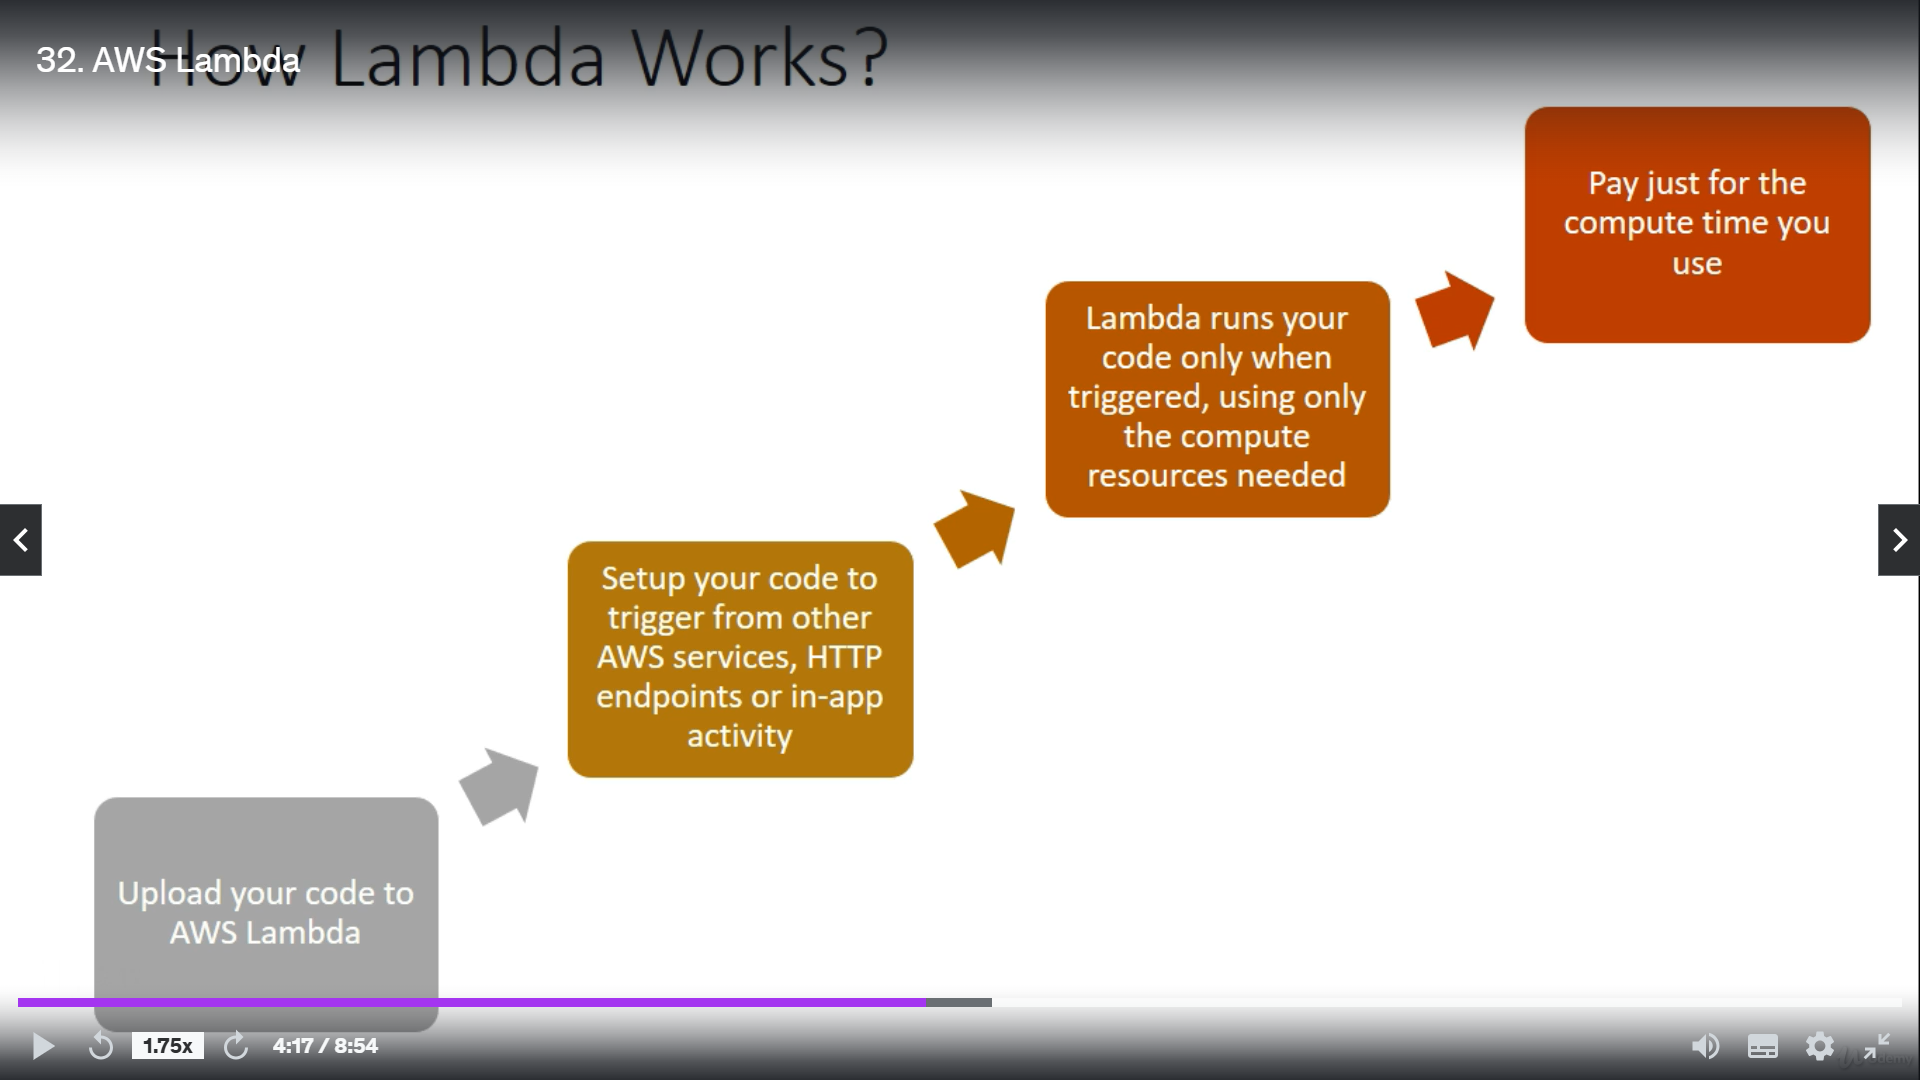 How Lambda Works?
32. AWS Lambda
Pay just for the
compute time you
use
Lambda runs your
code only when
triggered, using only
the compute
resources needed
Setup your code to
trigger from other
AWS services, HTTP
endpoints or in-app
activity
Upload your code to
AWS Lambda
1.75x
4:17 / 8:54